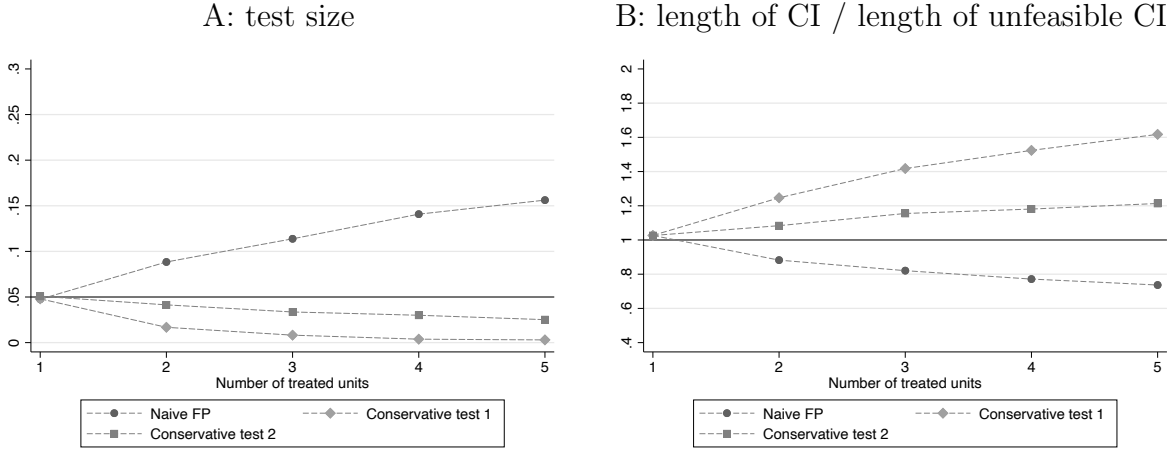 A: test size
.3
.25
.2
.15
.1
.05
0
1 2 3 4 5
Number of treated units
Naive FP Conservative test 1
Conservative test 2
B: length of CI / length of unfeasible CI
2
1.8
1.6
1.4
1.2
1
.8
.6
.4
1 2 3 4 5
Number of treated units
Naive FP Conservative test 1
Conservative test 2